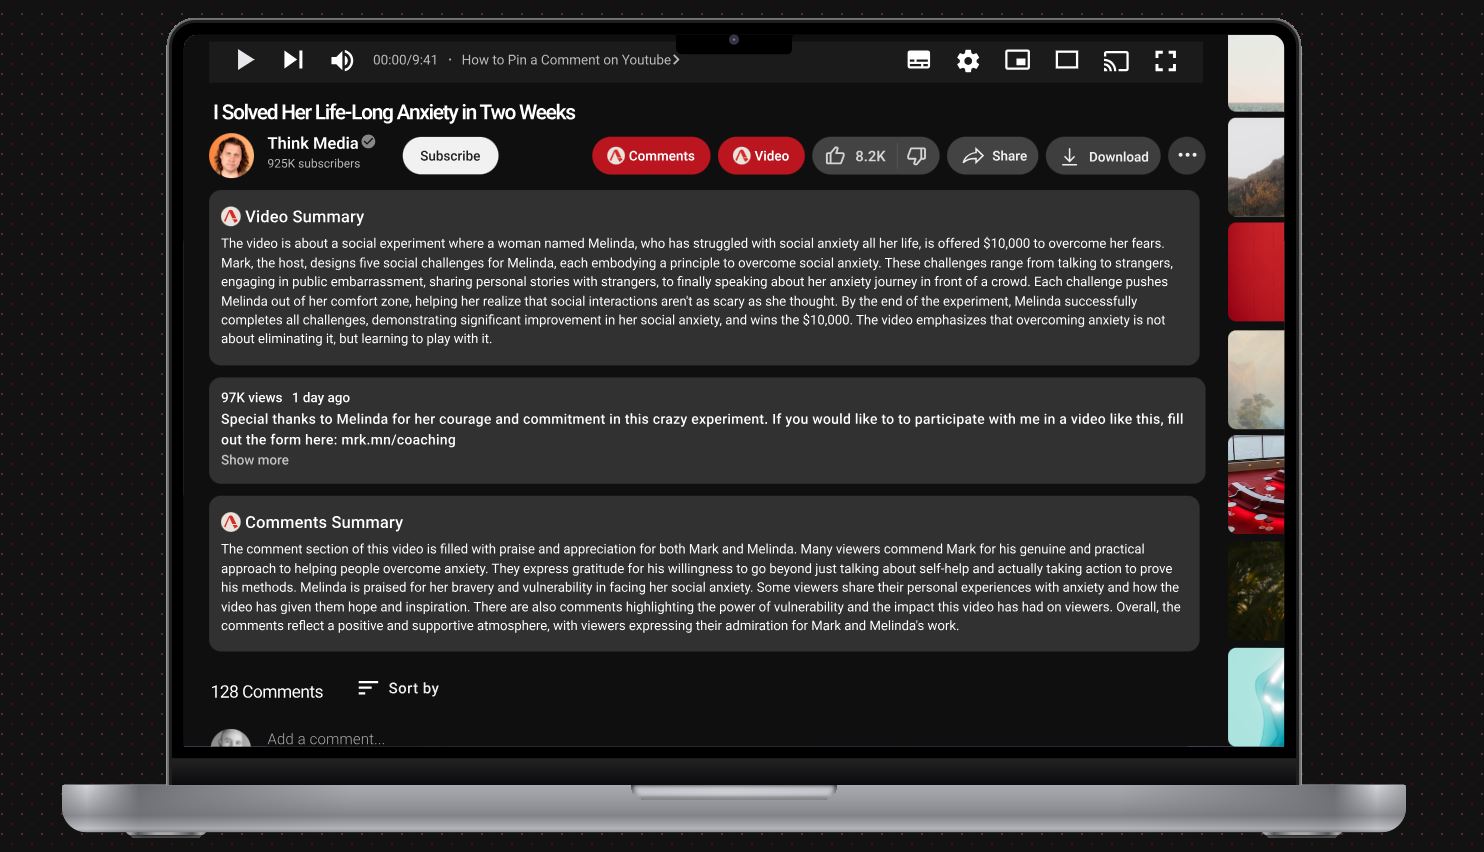 00:00/9:41 · How to Pin a Comment on Youtube
I Solved Her Life-Long Anxiety in Two Weeks
Think Media
925K subscribers
Subscribe
Comments
Video
8.2K
Share
Download
Video Summary
The video is about a social experiment where a woman named Melinda, who has struggled with social anxiety all her life, is offered $10,000 to overcome her fears.
Mark, the host, designs five social challenges for Melinda, each embodying a principle to overcome social anxiety. These challenges range from talking to strangers,
engaging in public embarrassment, sharing personal stories with strangers, to finally speaking about her anxiety journey in front of a crowd. Each challenge pushes
Melinda out of her comfort zone, helping her realize that social interactions aren't as scary as she thought. By the end of the experiment, Melinda successfully
completes all challenges, demonstrating significant improvement in her social anxiety, and wins the $10,000. The video emphasizes that overcoming anxiety is not
about eliminating it, but learning to play with it.
97K views 1 day ago
Special thanks to Melinda for her courage and commitment in this crazy experiment. If you would like to to participate with me in a video like this, fill
out the form here: mrk.mn/coaching
Show more
Comments Summary
The comment section of this video is filled with praise and appreciation for both Mark and Melinda. Many viewers commend Mark for his genuine and practical
approach to helping people overcome anxiety. They express gratitude for his willingness to go beyond just talking about self-help and actually taking action to prove
his methods. Melinda is praised for her bravery and vulnerability in facing her social anxiety. Some viewers share their personal experiences with anxiety and how the
video has given them hope and inspiration. There are also comments highlighting the power of vulnerability and the impact this video has had on viewers. Overall, the
comments reflect a positive and supportive atmosphere, with viewers expressing their admiration for Mark and Melinda's work.
128 Comments
Sort by
Add a comment...